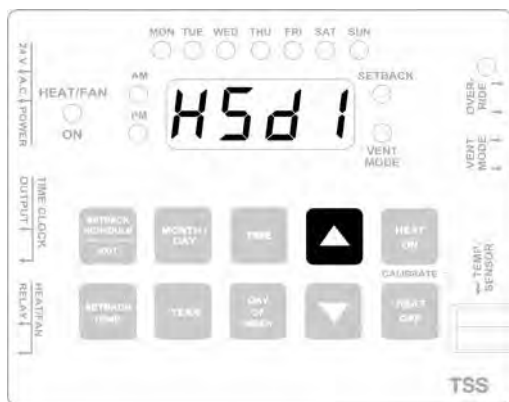 MON TUE WED THU FRI SAT SUN
24 V A.C. POWER
HEAT/FAN
ON
AM
PM
H5d1
SETBACK
VENT
MODE
OVER-
RIDE
VENT
MODE
TIME CLOCK
OUTPUT
SETBACK
SCHEDULE
EXIT
MONTH /
DAY
TIME
HEAT
ON
CALIBRATE
TEMP.
SENSOR
HEAT/FAN
RELAY
SETBACK
TEMP
YEAR
DAY
OF
WEEK
HEAT
OFF
TSS